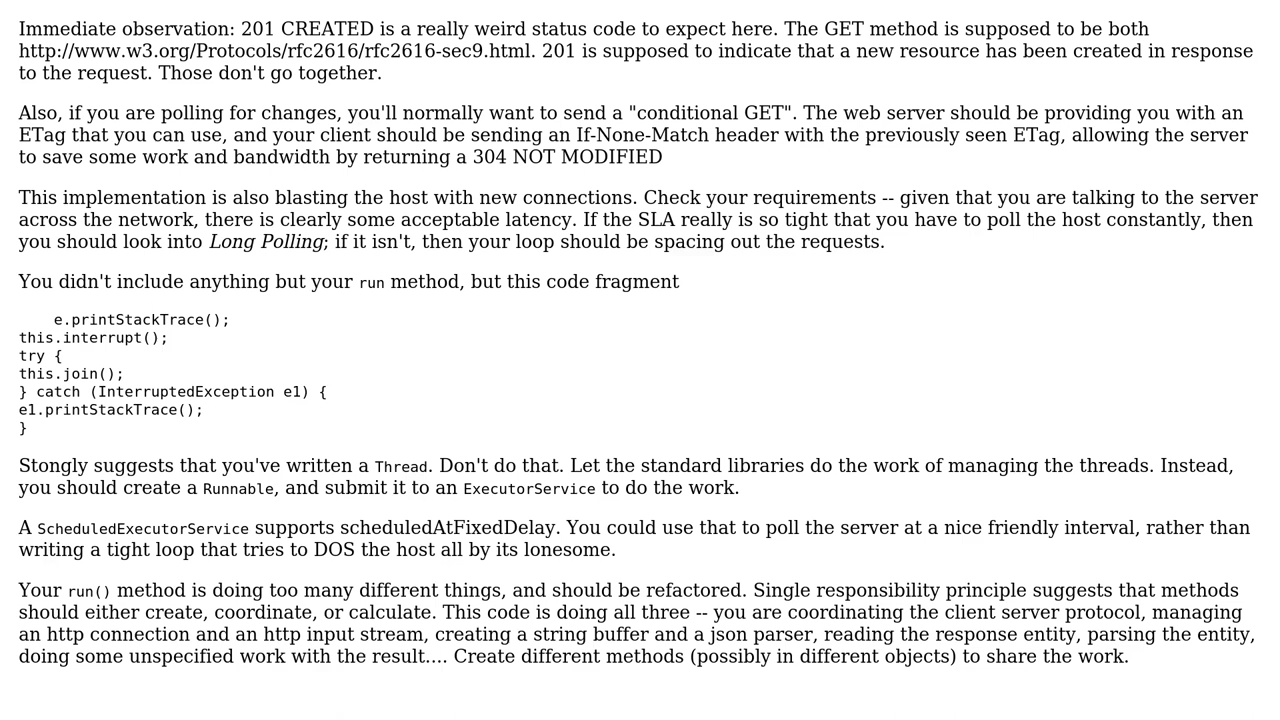 Immediate observation: 201 CREATED is a really weird status code to expect here. The GET method is supposed to be both
http://www.w3.org/Protocols/rfc2616/rfc2616-sec9.html. 201 is supposed to indicate that a new resource has been created in response
to the request. Those don't go together.
Also, if you are polling for changes, you'll normally want to send a "conditional GET". The web server should be providing you with an
ETag that you can use, and your client should be sending an If-None-Match header with the previously seen ETag, allowing the server
to save some work and bandwidth by returning a 304 NOT MODIFIED
This implementation is also blasting the host with new connections. Check your requirements -- given that you are talking to the server
across the network, there is clearly some acceptable latency. If the SLA really is so tight that you have to poll the host constantly, then
you should look into Long Polling; if it isn't, then your loop should be spacing out the requests.
You didn't include anything but your run method, but this code fragment
    e.printStackTrace();
this.interrupt();
try {
this.join();
} catch (InterruptedException e1) {
e1.printStackTrace();
}
Stongly suggests that you've written a Thread. Don't do that. Let the standard libraries do the work of managing the threads. Instead,
you should create a Runnable, and submit it to an ExecutorService to do the work.
A ScheduledExecutorService supports scheduledAtFixedDelay. You could use that to poll the server at a nice friendly interval, rather than
writing a tight loop that tries to DOS the host all by its lonesome.
Your run() method is doing too many different things, and should be refactored. Single responsibility principle suggests that methods
should either create, coordinate, or calculate. This code is doing all three -- you are coordinating the client server protocol, managing
an http connection and an http input stream, creating a string buffer and a json parser, reading the response entity, parsing the entity,
doing some unspecified work with the result.... Create different methods (possibly in different objects) to share the work.